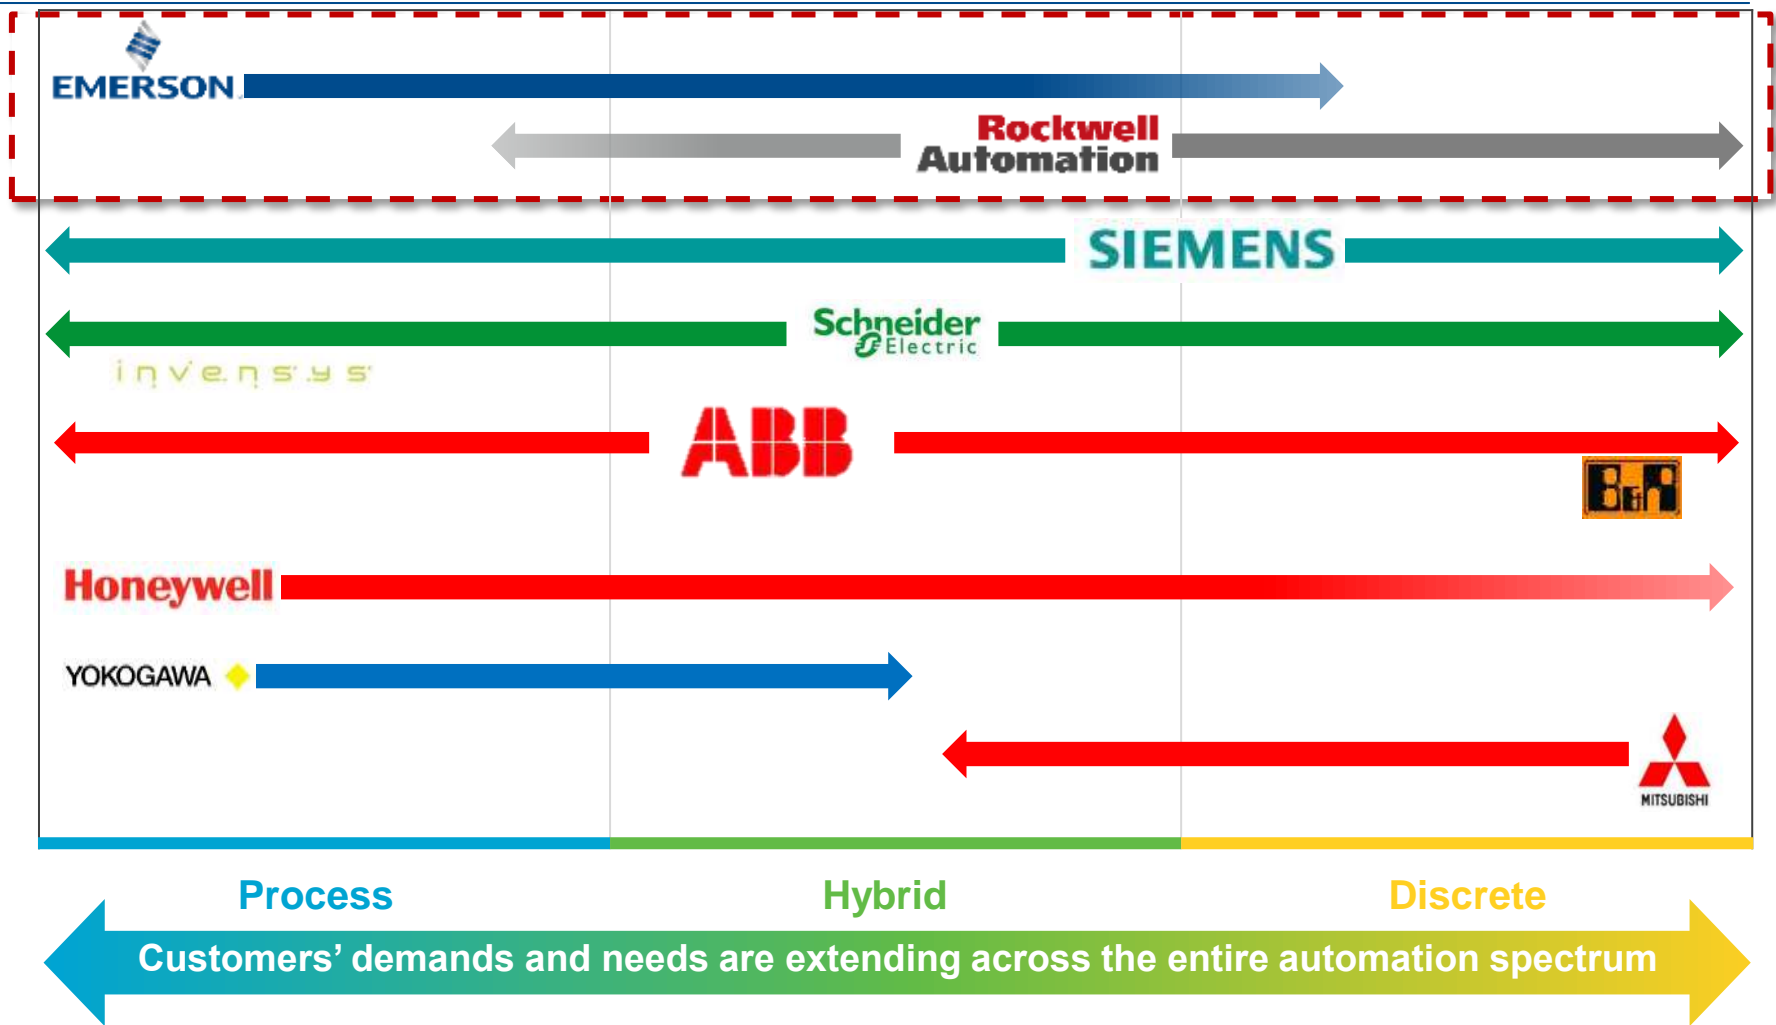 EMERSON
Rockwell
Automation
SIEMENS
Schneider
Electric
invensys
ABB
B&R
Honeywell
YOKOGAWA
MITSUBISHI
Process Hybrid Discrete
Customers’ demands and needs are extending across the entire automation spectrum